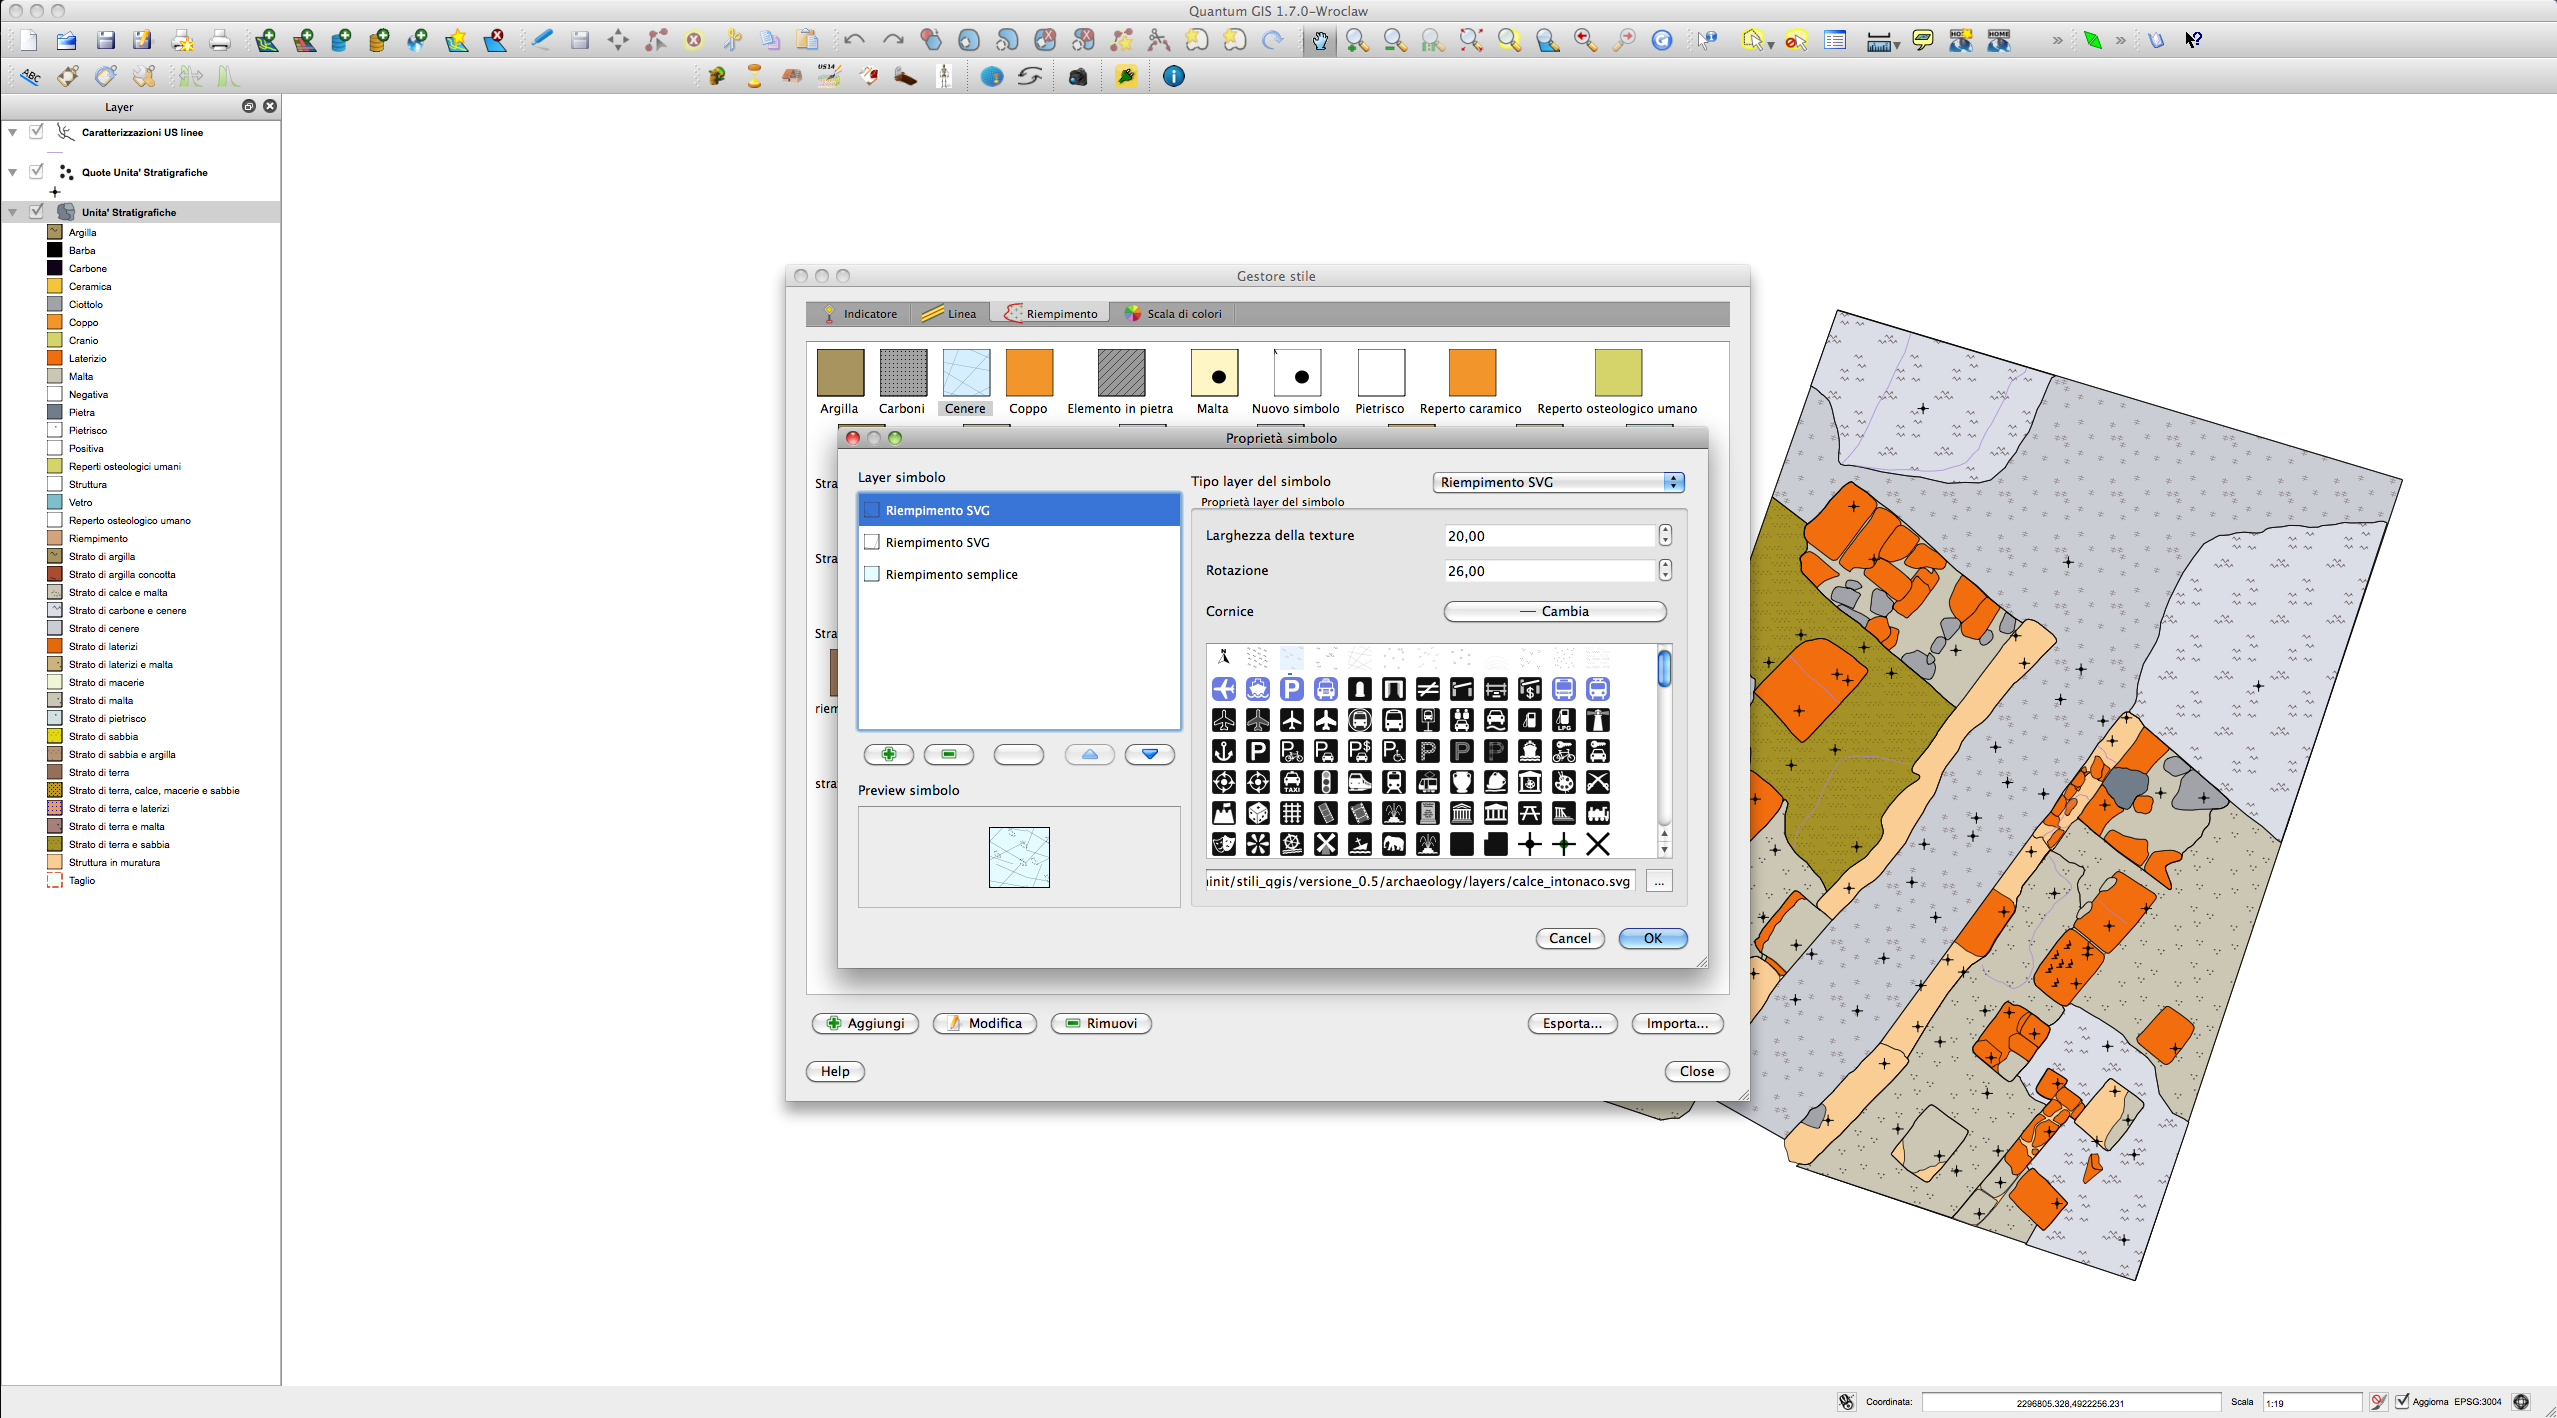 Quantum GIS 1.7.0-Wroclaw
Layer
Caratterizzazioni US linee
Quote Unita' Stratigrafiche
Unita' Stratigrafiche
Argilla
Barba
Carbone
Ceramica
Ciottolo
Coppo
Cranio
Laterizio
Malta
Negativa
Pietra
Pietrisco
Positiva
Reperti osteologici umani
Struttura
Vetro
Reperto osteologico umano
Riempimento
Strato di argilla
Strato di argilla concotta
Strato di calce e malta
Strato di carbone e cenere
Strato di cenere
Strato di laterizi
Strato di laterizi e malta
Strato di macerie
Strato di malta
Strato di pietrisco
Strato di sabbia
Strato di sabbia e argilla
Strato di terra
Strato di terra, calce, macerie e sabbie
Strato di terra e laterizi
Strato di terra e malta
Strato di terra e sabbia
Struttura in muratura
Taglio
Gestore stile
Indicatore Linea Riempimento Scala di colori
Argilla Carboni Cenere Coppo Elemento in pietra Malta Nuovo simbolo Pietrisco Reperto caramico Reperto osteologico umano
Stra
Stra
Stra
riem
stra
Proprietà simbolo
Layer simbolo
Riempimento SVG
Riempimento SVG
Riempimento semplice
Preview simbolo
Tipo layer del simbolo Riempimento SVG
Proprietà layer del simbolo
Larghezza della texture 20,00
Rotazione 26,00
Cornice Cambia
init/stili_qgis/versione_0.5/archaeology/layers/calce_intonaco.svg ...
Cancel OK
Aggiungi Modifica Rimuovi Esporta... Importa...
Help Close
Coordinata: 2296805.328,4922256.231 Scala 1:19 Aggiorna EPSG:3004